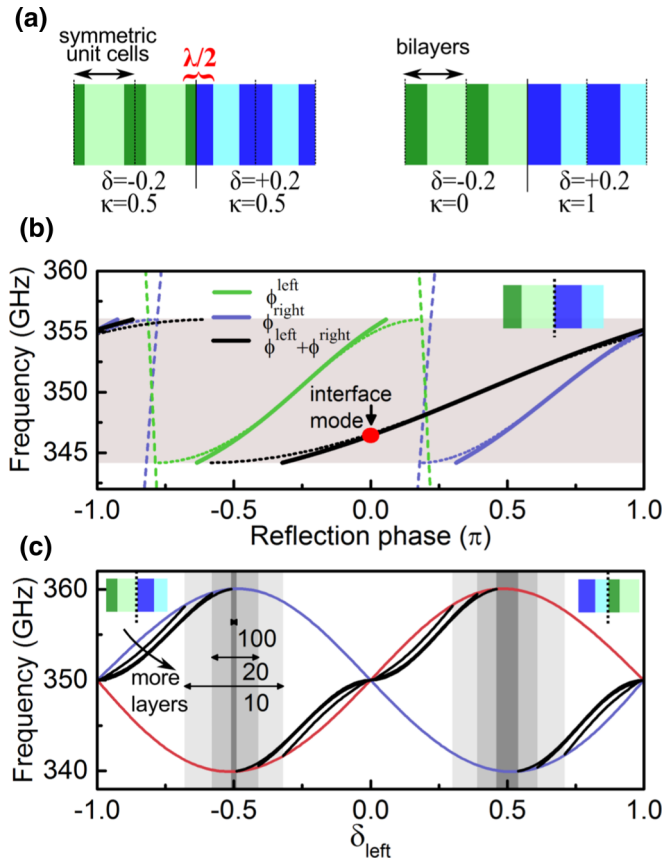 (a)
symmetric
unit cells
λ/2
bilayers
δ=-0.2
κ=0.5
δ=+0.2
κ=0.5
δ=-0.2
κ=0
δ=+0.2
κ=1
(b)
Frequency (GHz)
360
355
350
345
ϕleft
ϕright
ϕleft+ϕright
interface
mode
-1.0
-0.5
0.0
0.5
1.0
Reflection phase (π)
(c)
Frequency (GHz)
360
350
340
more
layers
100
20
10
-1.0
-0.5
0.0
0.5
1.0
δleft